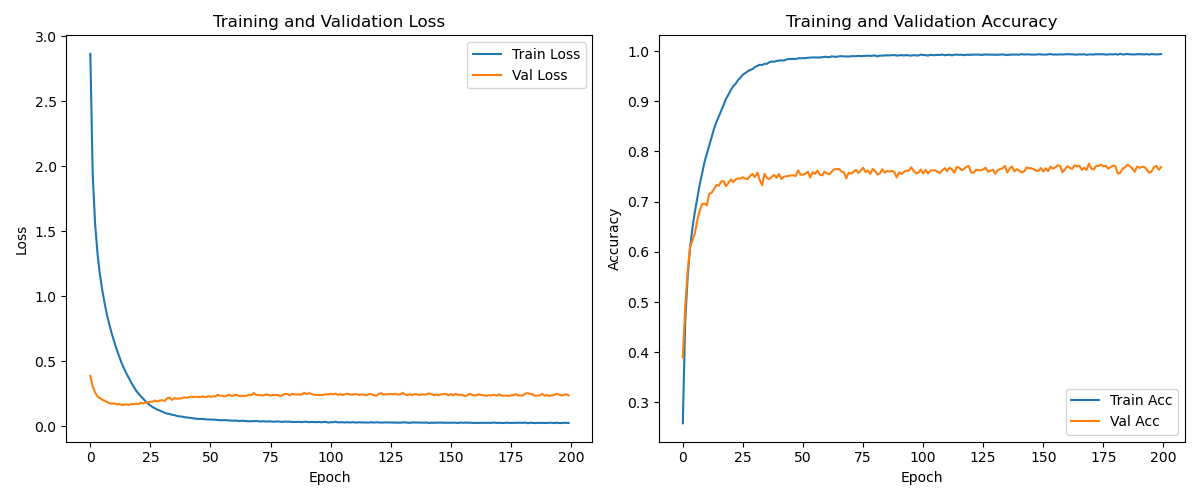 Training and Validation Loss
3.0
2.5
2.0
1.5
1.0
0.5
0.0
Loss
0 25 50 75 100 125 150 175 200
Epoch
Train Loss
Val Loss
Training and Validation Accuracy
1.0
0.9
0.8
0.7
0.6
0.5
0.4
0.3
Accuracy
0 25 50 75 100 125 150 175 200
Epoch
Train Acc
Val Acc